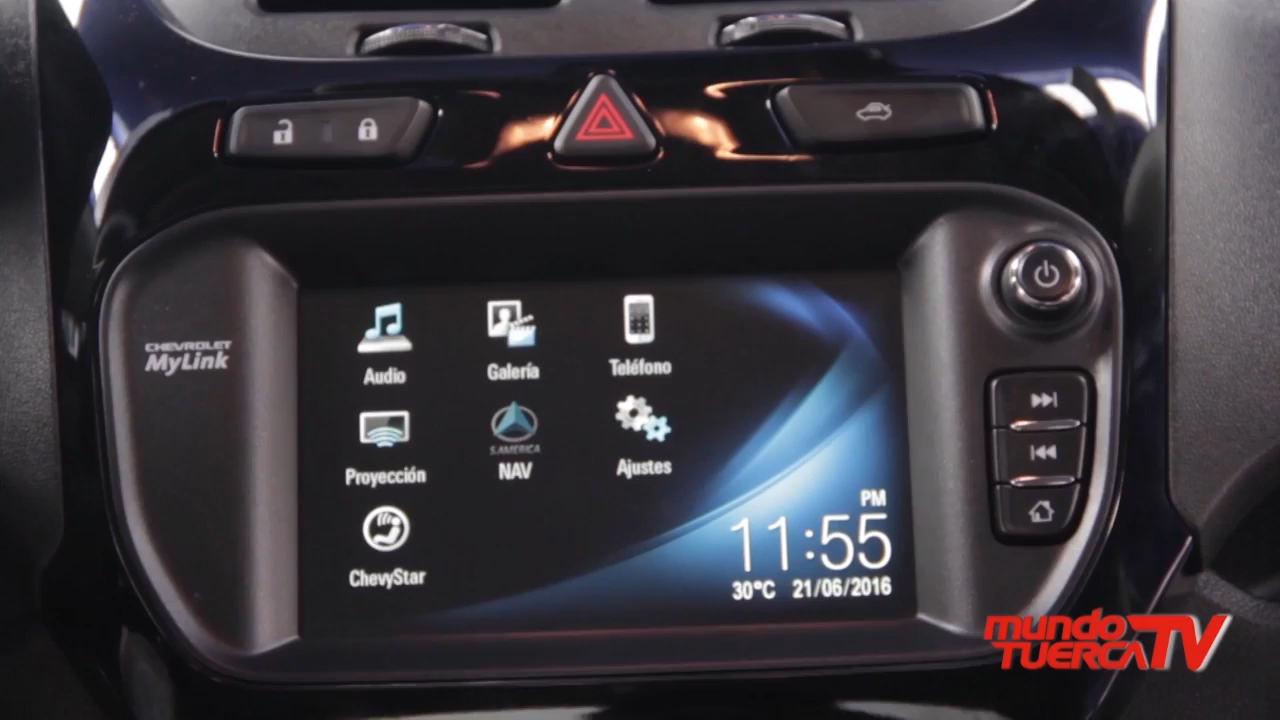 CHEVROLET
MyLink
Audio
Galería
Teléfono
Proyección
S.AMERICA
NAV
Ajustes
ChevyStar
PM
11:55
30°C 21/06/2016
mundo
TUERCA TV